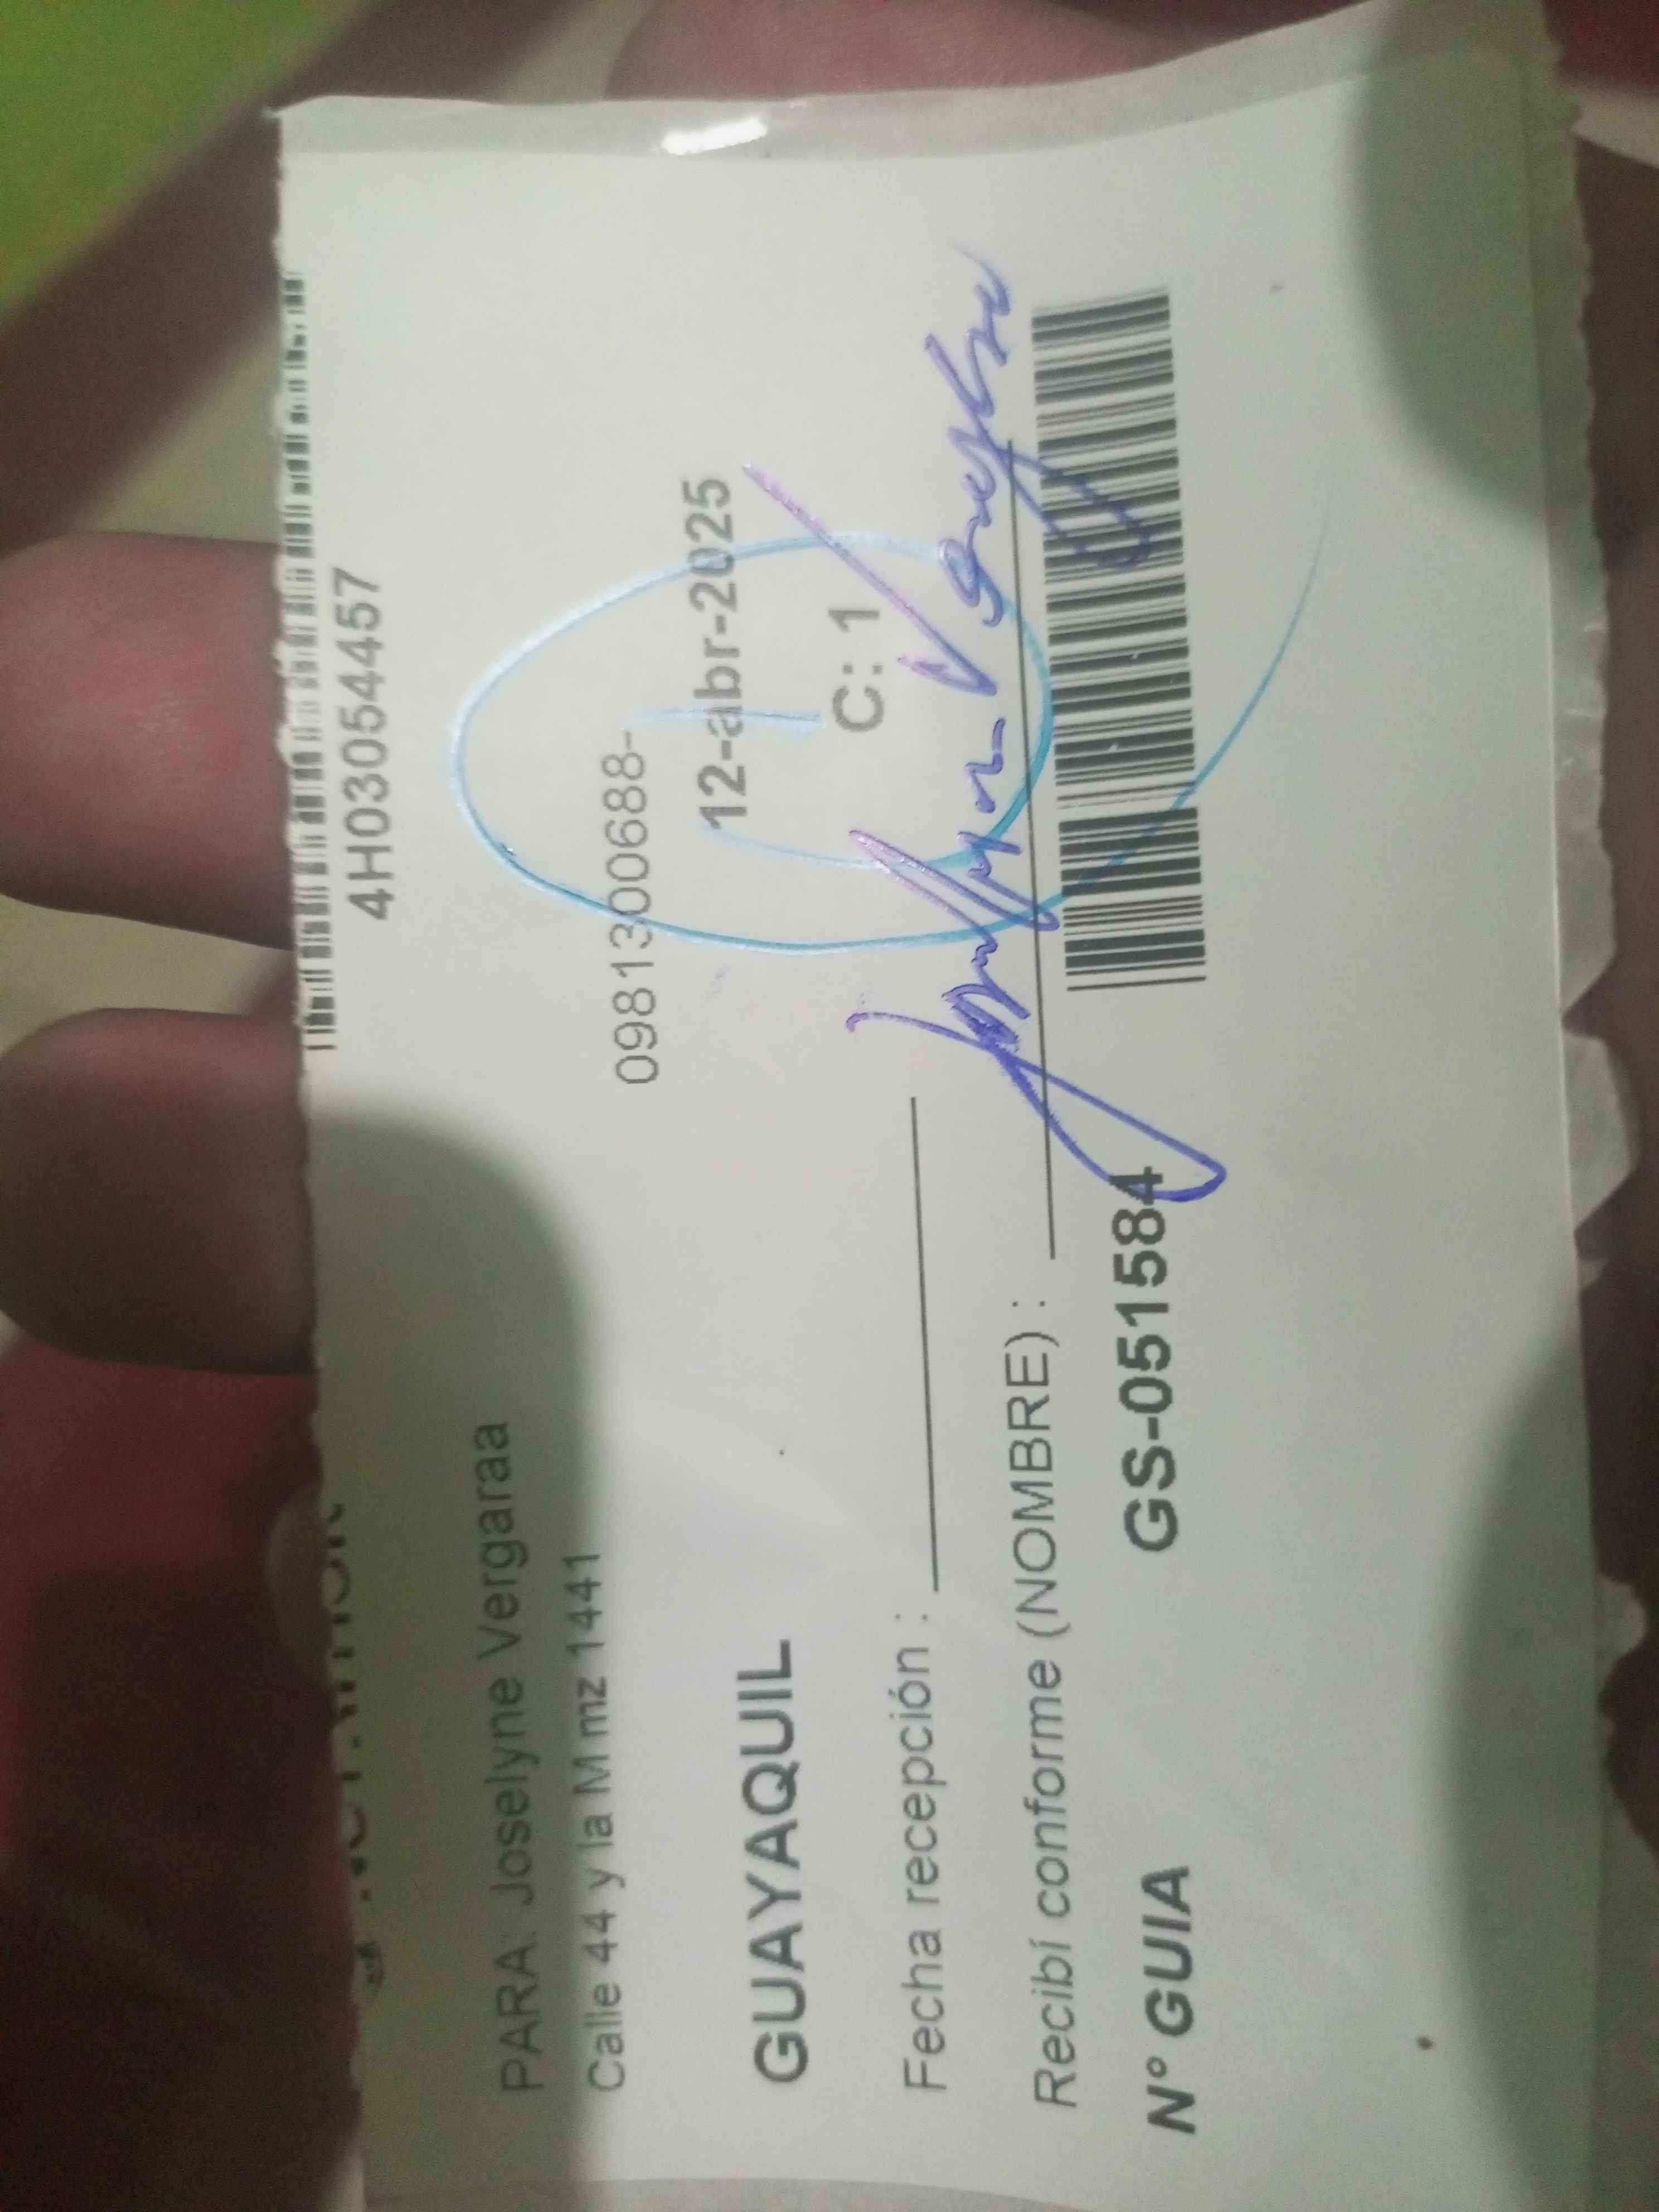 4H03054457
PARA: Joselyne Vergaraa
Calle 44 y la M mz 1441
0981300688-
12-abr-2025
GUAYAQUIL
C: 1
Fecha recepción :
Recibí conforme (NOMBRE) :
N° GUIA GS-051584